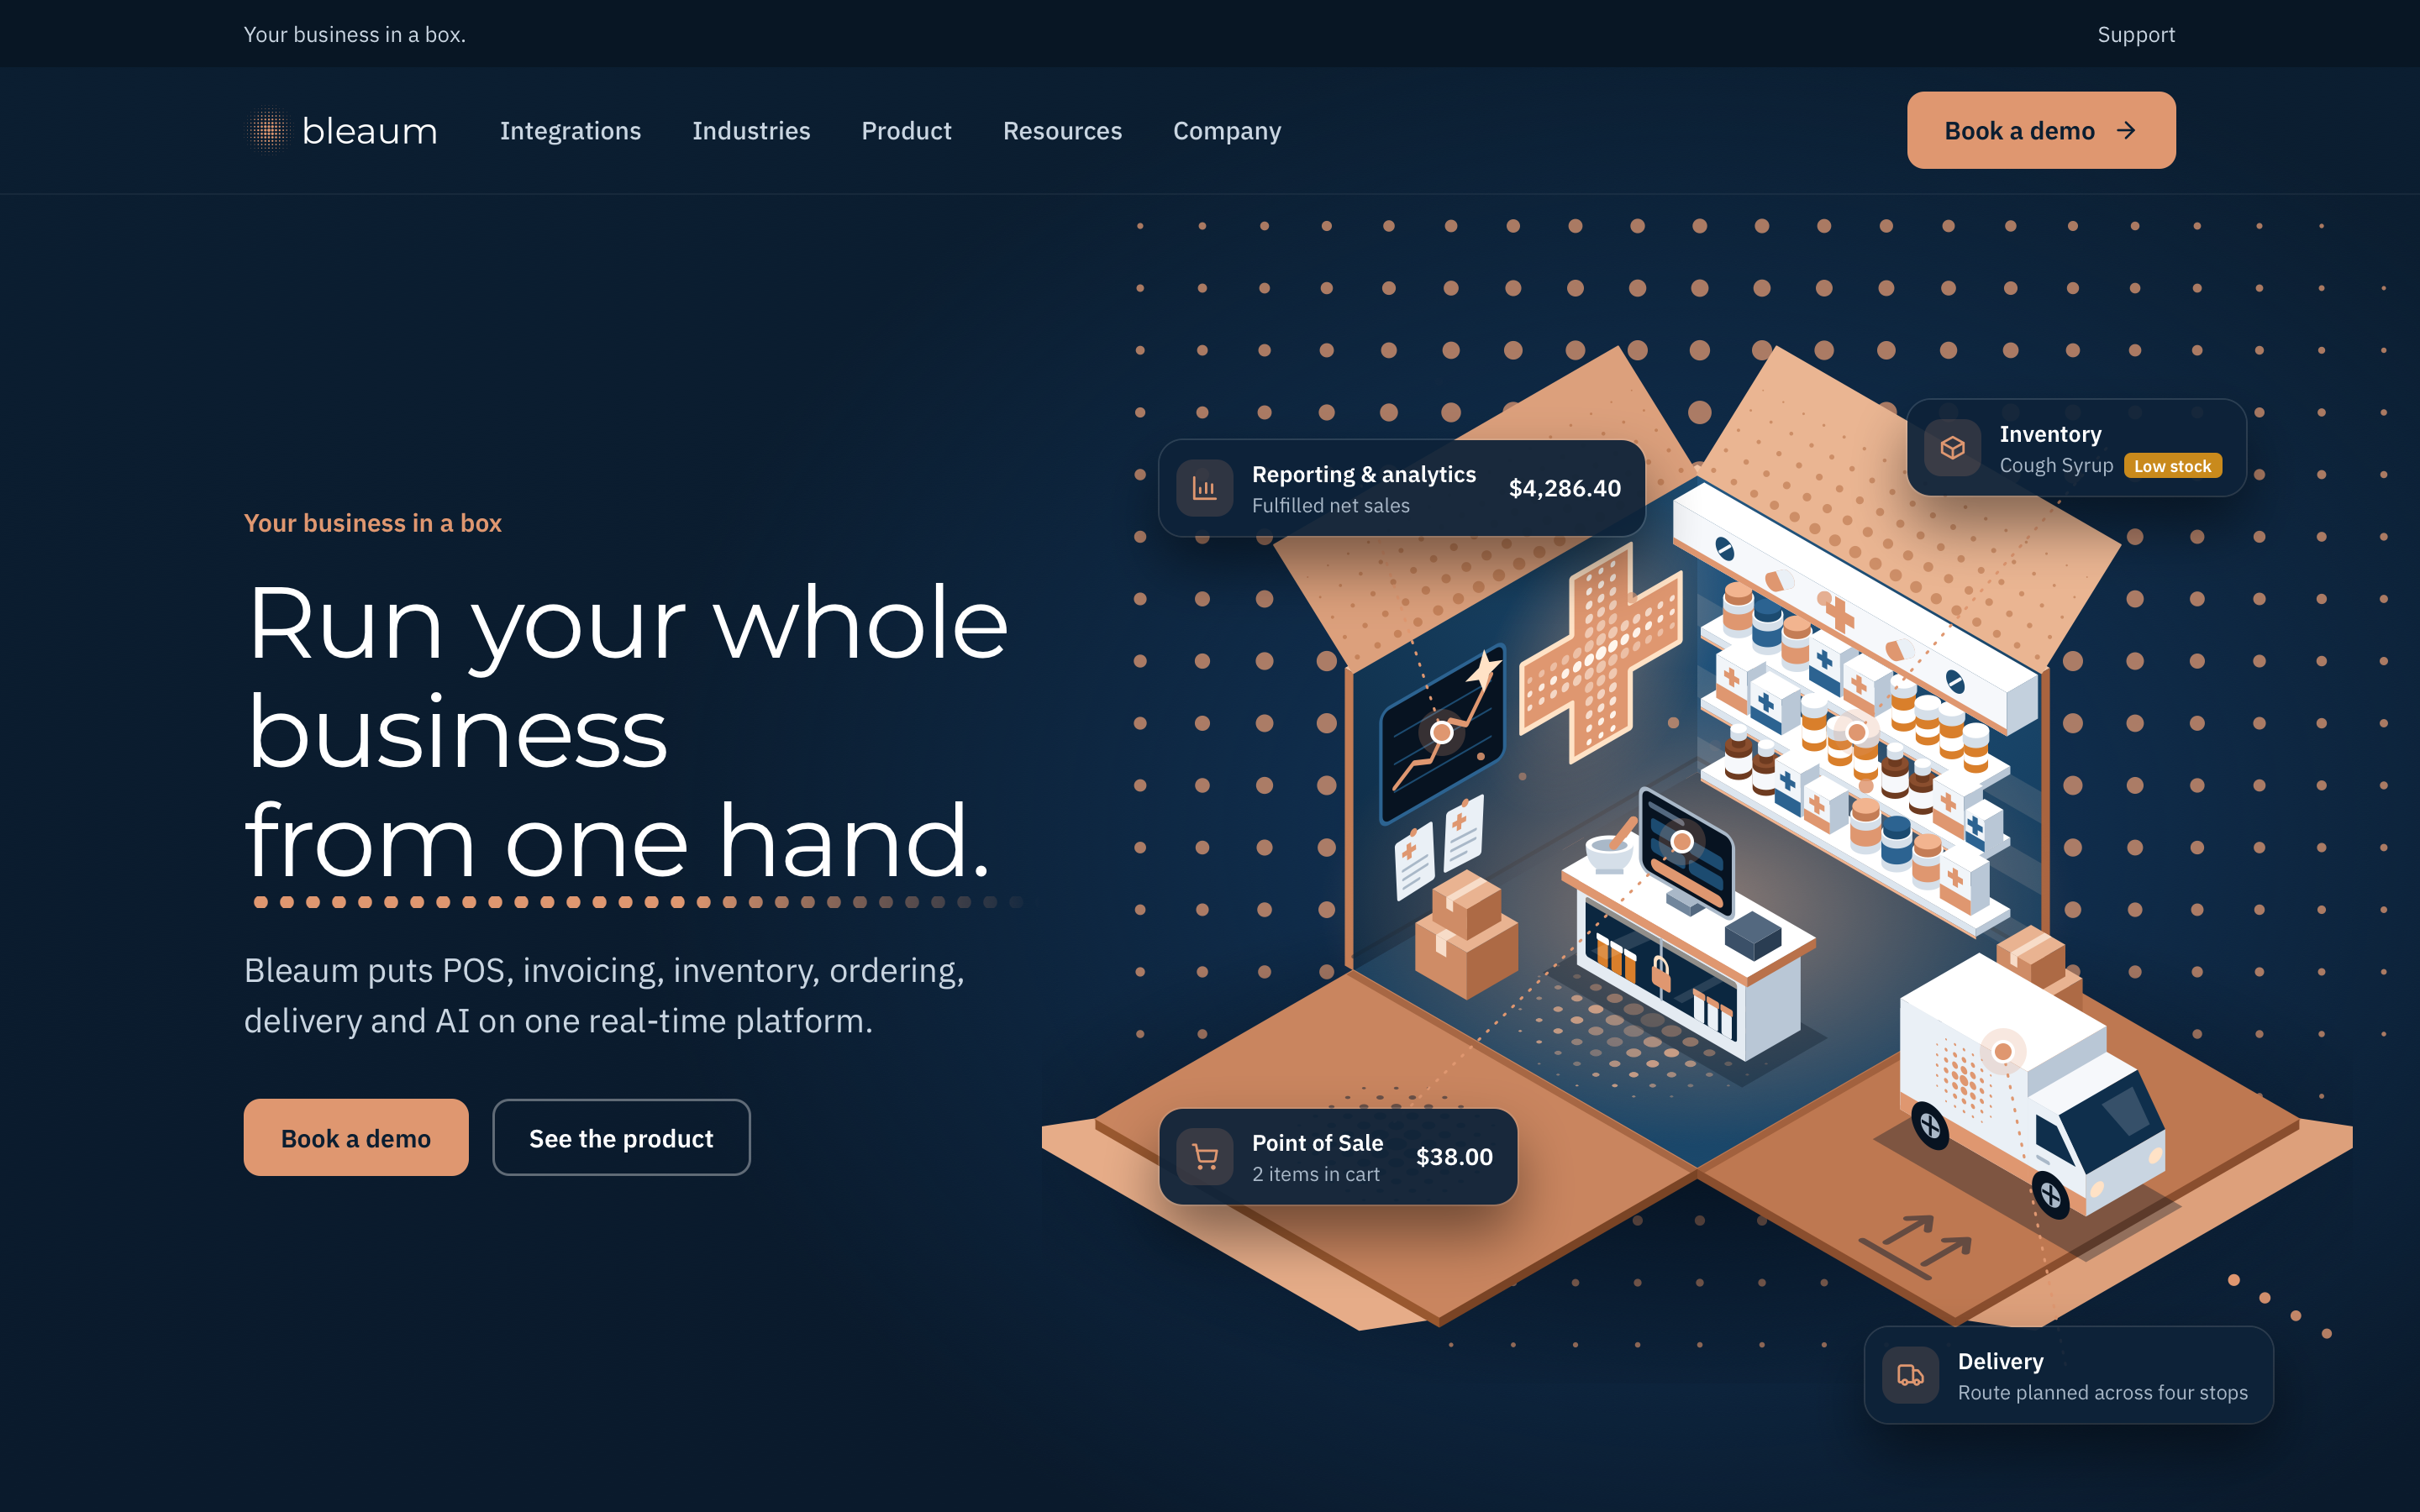 Your business in a box.
Support
bleaum
Integrations
Industries
Product
Resources
Company
Book a demo
Your business in a box
Run your whole
business
from one hand.
Bleaum puts POS, invoicing, inventory, ordering,
delivery and AI on one real-time platform.
Book a demo
See the product
Reporting & analytics
Fulfilled net sales
$4,286.40
Inventory
Cough Syrup
Low stock
Point of Sale
2 items in cart
$38.00
Delivery
Route planned across four stops